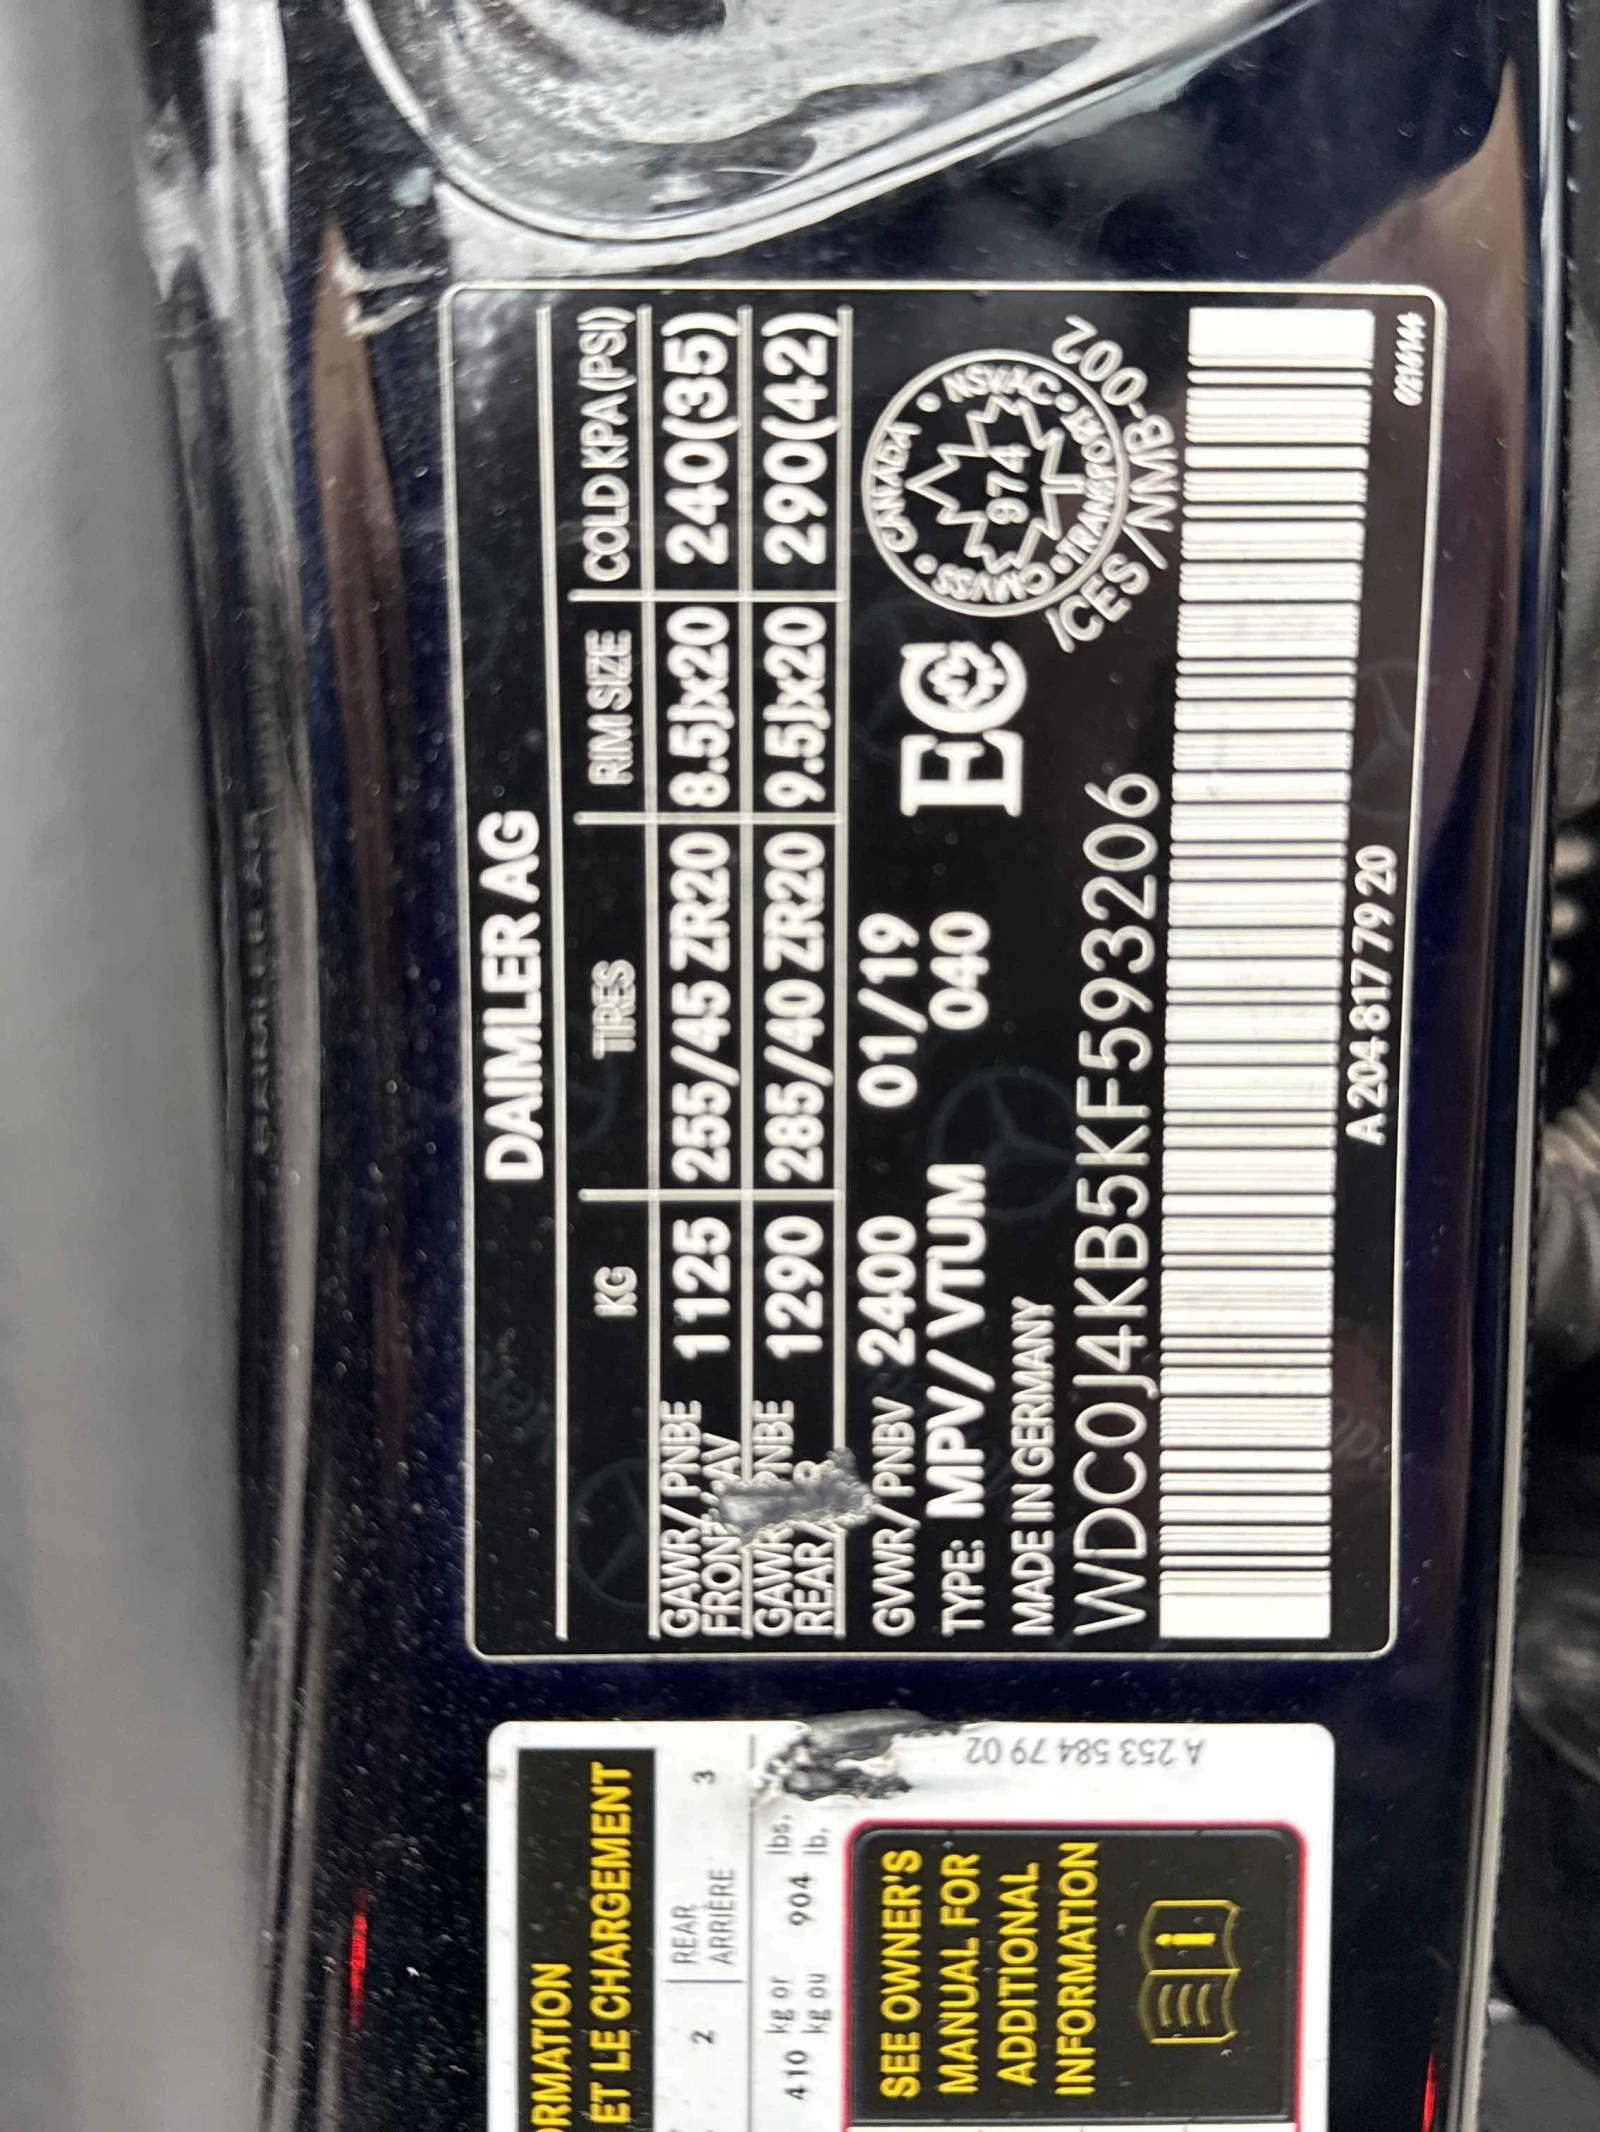 DAIMLER AG
KG TIRES RIM SIZE COLD KPA (PSI)
GAWR/PNBE
FRONT/AV 1125 255/45 ZR20 8.5Jx20 240(35)
GAWR PNBE
REAR/ R 1290 285/40 ZR20 9.5Jx20 290(42)
GVWR/PNBV 2400 01/19
TYPE: MPV/VTUM 040
MADE IN GERMANY
EC
CANADA • NSVAC • TRANSPORT • CMVSS •
974
ICES/NMB-002
WDC0J4KB5KF593206
A 204 817 79 20
ORMATION
ET LE CHARGEMENT
2 REAR 3
ARRIÈRE
410 kg or 904 lbs.
kg ou lb.
SEE OWNER'S
MANUAL FOR
ADDITIONAL
INFORMATION
i
A 253 584 79 02